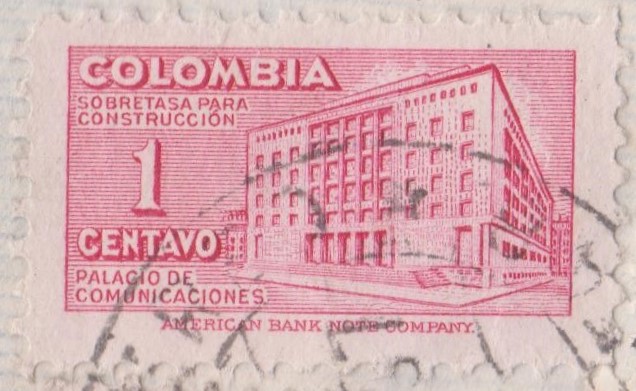 COLOMBIA
SOBRETASA PARA
CONSTRUCCIÓN
1
CENTAVO
PALACIO DE
COMUNICACIONES
AMERICAN BANK NOTE COMPANY.